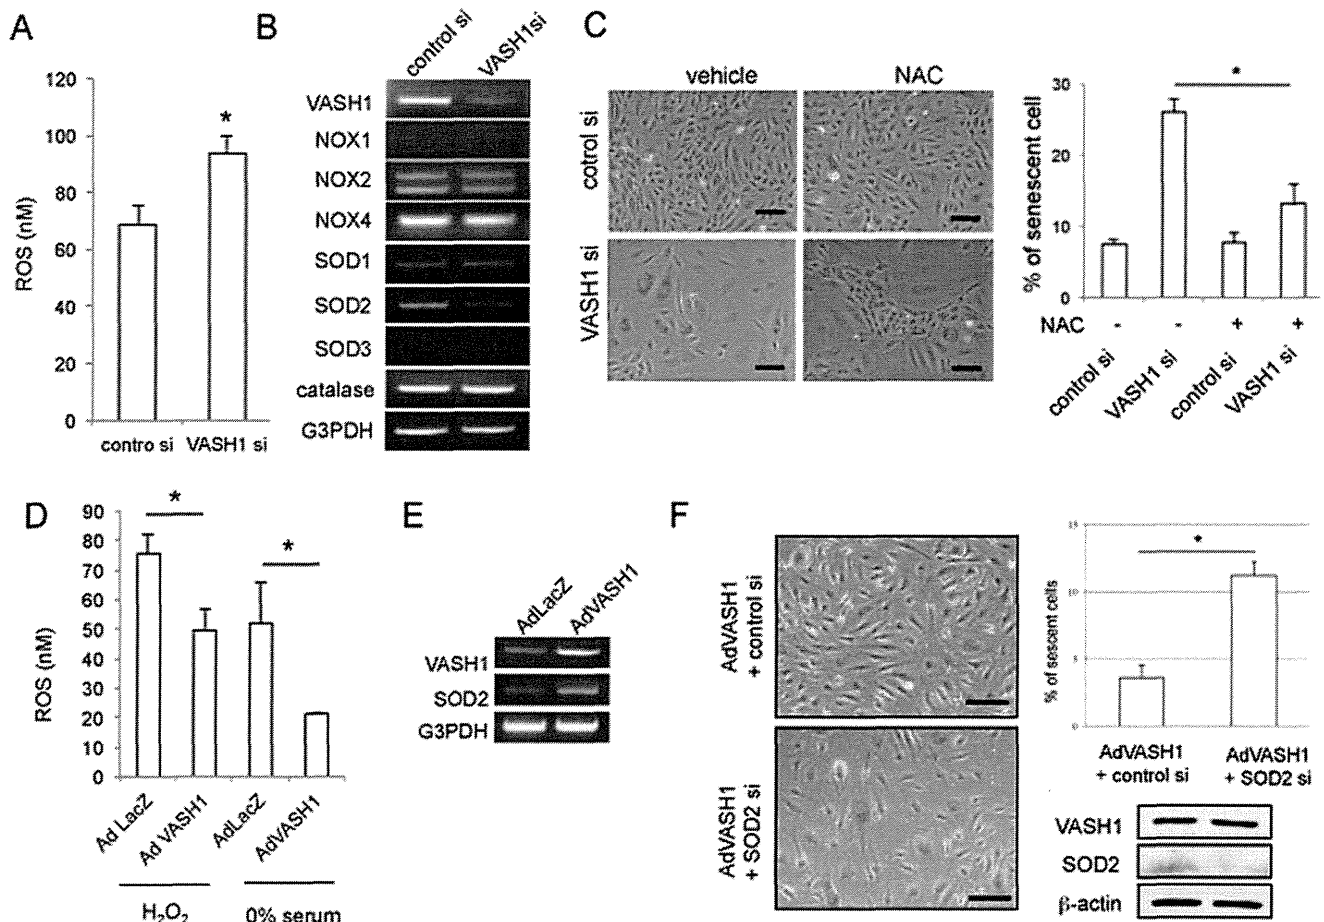 A
120
100
80
60
40
20
0
ROS (nM)
*
contro si
VASH1 si
B
control si
VASH1si
VASH1
NOX1
NOX2
NOX4
SOD1
SOD2
SOD3
catalase
G3PDH
C
vehicle
NAC
cotrol si
VASH1 si
% of senescent cell
30
20
10
0
*
NAC
-
-
+
+
control si
VASH1 si
control si
VASH1 si
D
90
80
70
60
50
40
30
20
10
0
ROS (nM)
*
*
Ad LacZ
Ad VASH1
AdLacZ
AdVASH1
H₂O₂
0% serum
E
AdLacZ
AdVASH1
VASH1
SOD2
G3PDH
F
AdVASH1
+ control si
AdVASH1
+ SOD2 si
% of sescent cells
15
10
5
0
*
AdVASH1
+ control si
AdVASH1
+ SOD2 si
VASH1
SOD2
β-actin